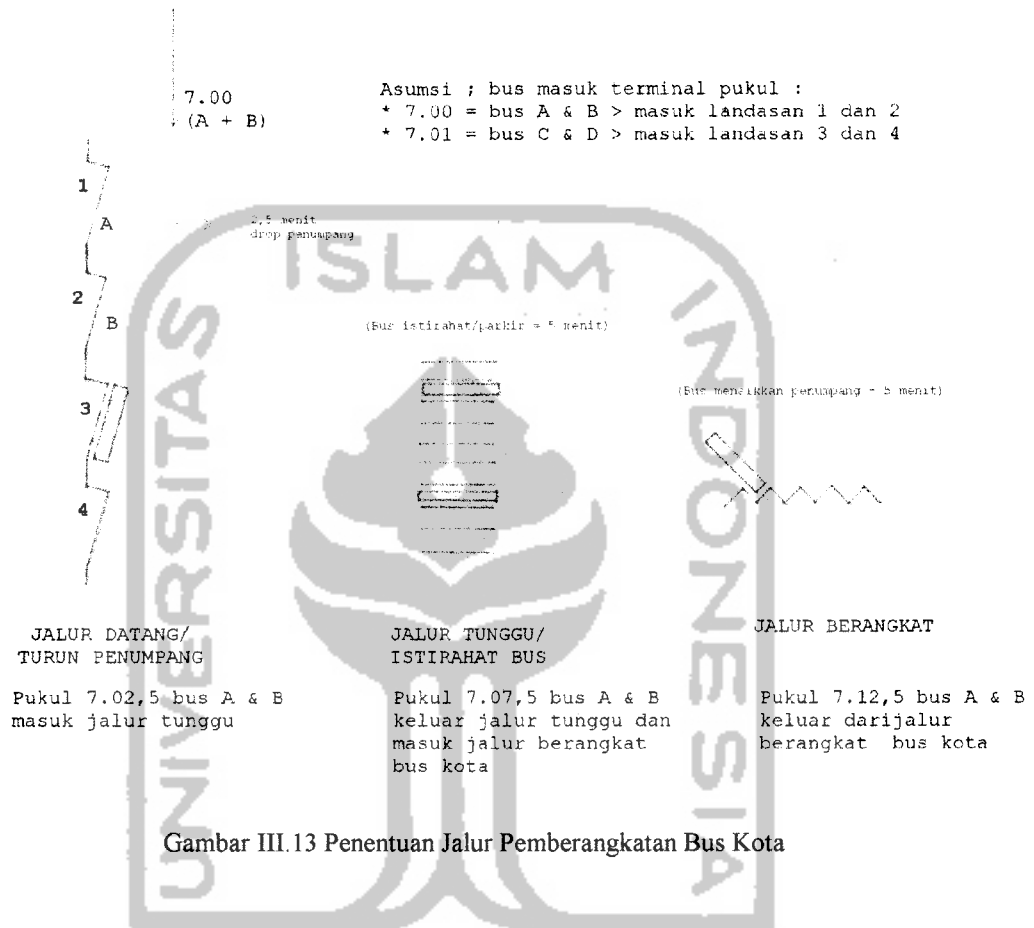 7.00
(A + B)
Asumsi ; bus masuk terminal pukul :
* 7.00 = bus A & B > masuk landasan 1 dan 2
* 7.01 = bus C & D > masuk landasan 3 dan 4
1
A
2,5 menit
drop penumpang
2
B
3
4
(Bus istirahat/parkir = 5 menit)
(Bus menaikkan penumpang = 5 menit)
JALUR DATANG/
TURUN PENUMPANG
Pukul 7.02,5 bus A & B
masuk jalur tunggu
JALUR TUNGGU/
ISTIRAHAT BUS
Pukul 7.07,5 bus A & B
keluar jalur tunggu dan
masuk jalur berangkat
bus kota
JALUR BERANGKAT
Pukul 7.12,5 bus A & B
keluar darijalur
berangkat bus kota
Gambar III.13 Penentuan Jalur Pemberangkatan Bus Kota
UNIVERSITAS
ISLAM
INDONESIA